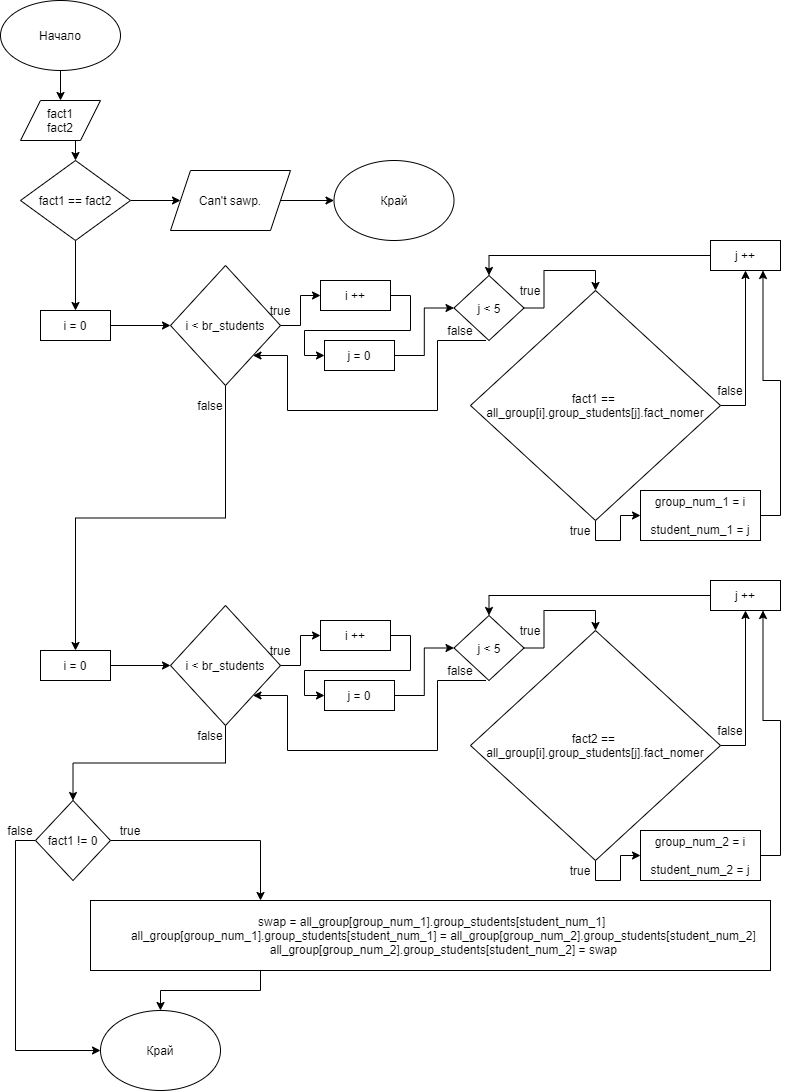 Начало
fact1
fact2
fact1 == fact2
Can't sawp.
Край
i = 0
i < br_students
true
false
i ++
j = 0
j < 5
true
false
j ++
fact1 ==
all_group[i].group_students[j].fact_nomer
false
true
group_num_1 = i
student_num_1 = j
i = 0
i < br_students
true
false
i ++
j = 0
j < 5
true
false
j ++
fact2 ==
all_group[i].group_students[j].fact_nomer
false
true
group_num_2 = i
student_num_2 = j
fact1 != 0
false
true
swap = all_group[group_num_1].group_students[student_num_1]
all_group[group_num_1].group_students[student_num_1] = all_group[group_num_2].group_students[student_num_2]
all_group[group_num_2].group_students[student_num_2] = swap
Край